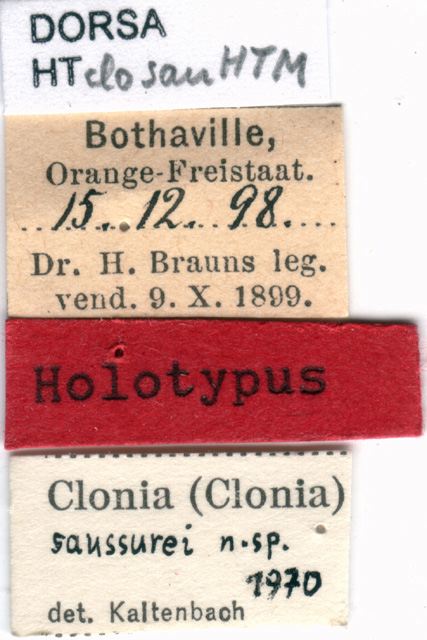 DORSA
HT clo sau HTM
Bothaville,
Orange-Freistaat.
15. 12. 98.
Dr. H. Brauns leg.
vend. 9. X. 1899.
Holotypus
Clonia (Clonia)
saussurei n.sp.
1970
det. Kaltenbach